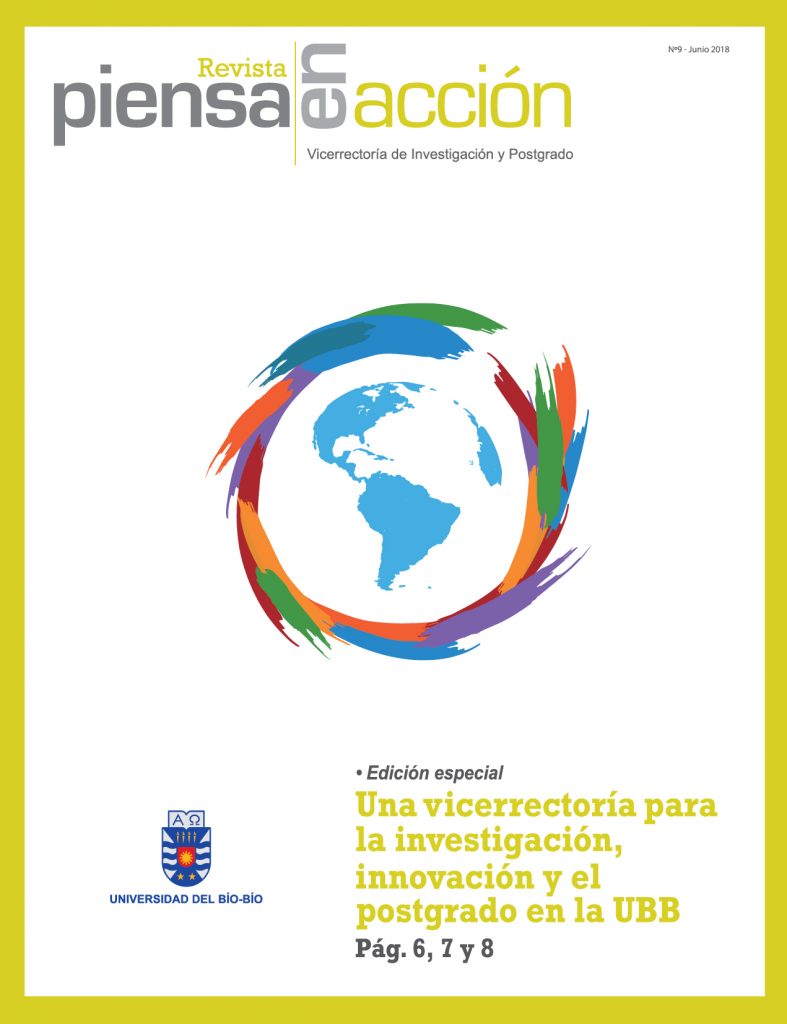 Nº9 - Junio 2018
Revista
piensa en acción
Vicerrectoría de Investigación y Postgrado
• Edición especial
Una vicerrectoría para
la investigación,
innovación y el
postgrado en la UBB
Pág. 6, 7 y 8
ΑΩ
UNIVERSIDAD DEL BÍO-BÍO